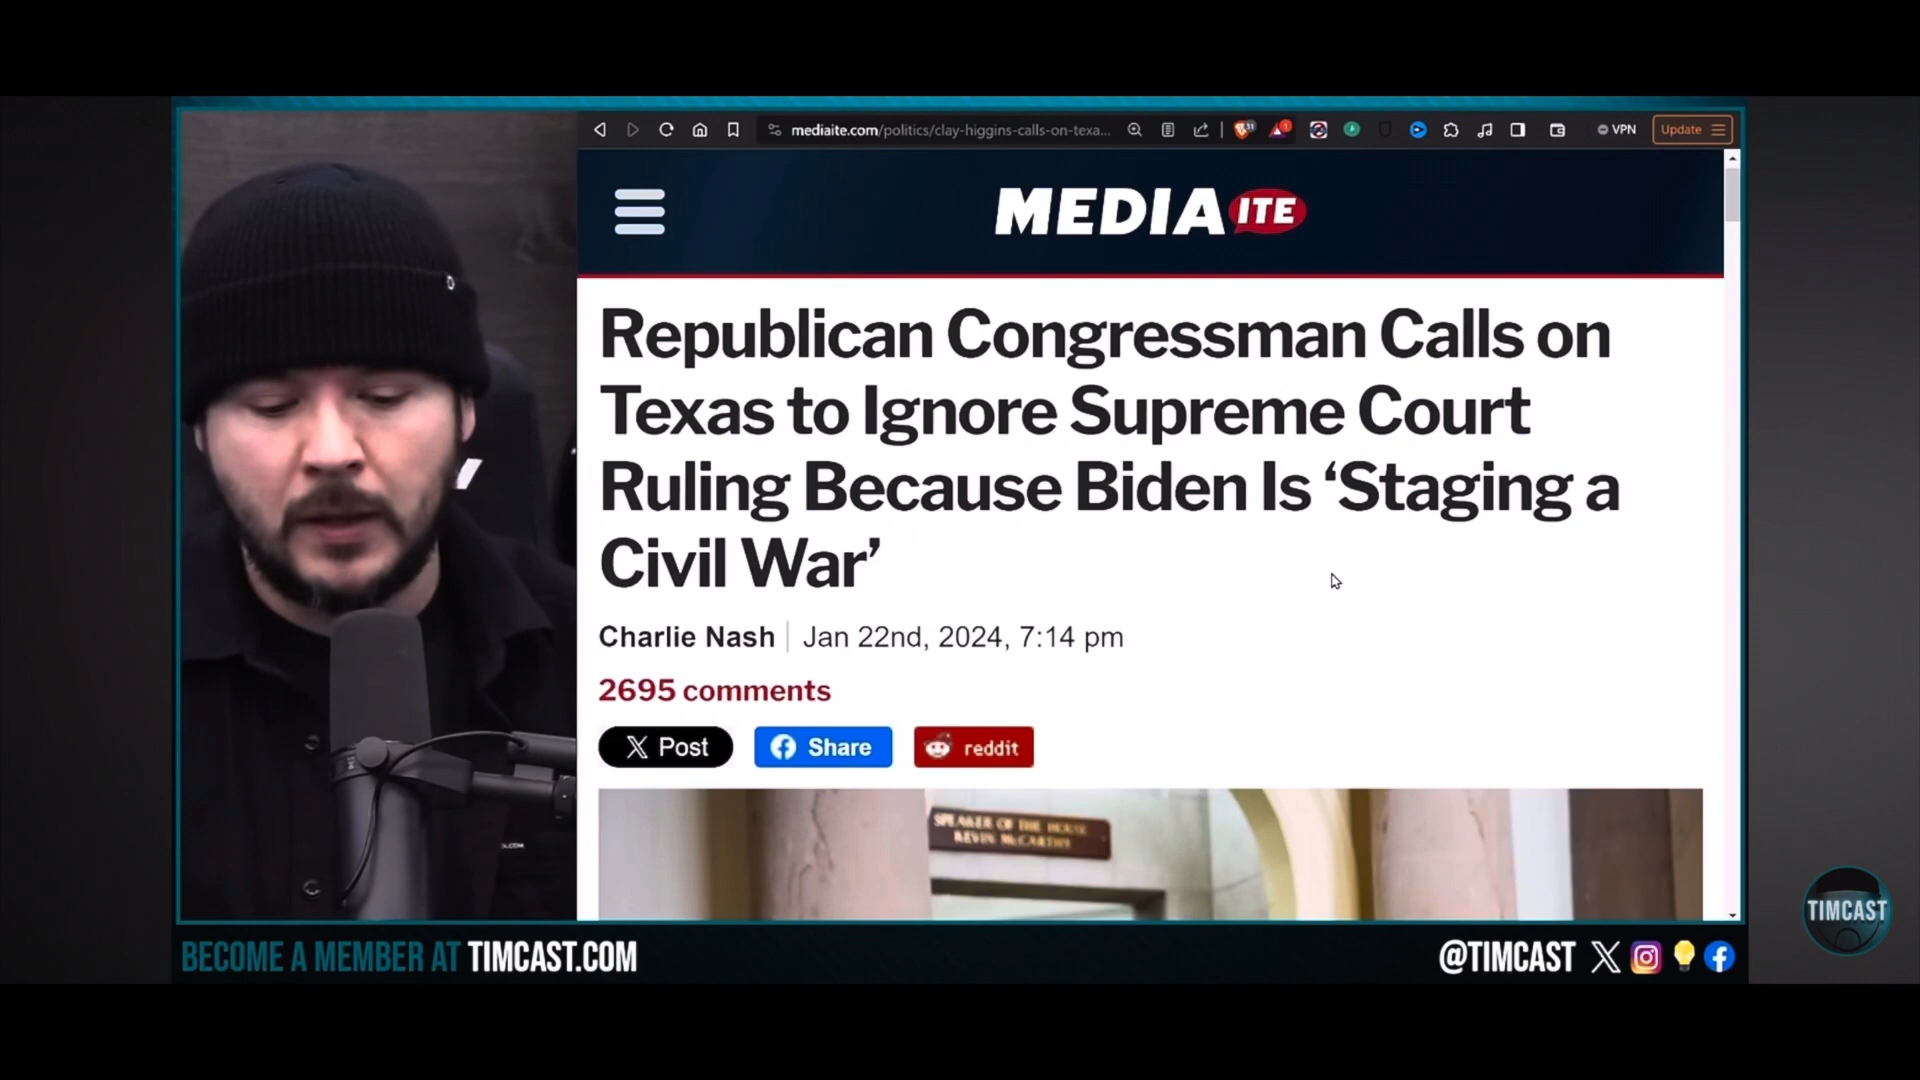 mediaite.com/politics/clay-higgins-calls-on-texa...
VPN
Update
MEDIAITE
Republican Congressman Calls on
Texas to Ignore Supreme Court
Ruling Because Biden Is ‘Staging a
Civil War’
Charlie Nash | Jan 22nd, 2024, 7:14 pm
2695 comments
X Post
Share
reddit
SPEAKER OF THE HOUSE
KEVIN McCARTHY
TIMCAST
BECOME A MEMBER AT TIMCAST.COM
@TIMCAST